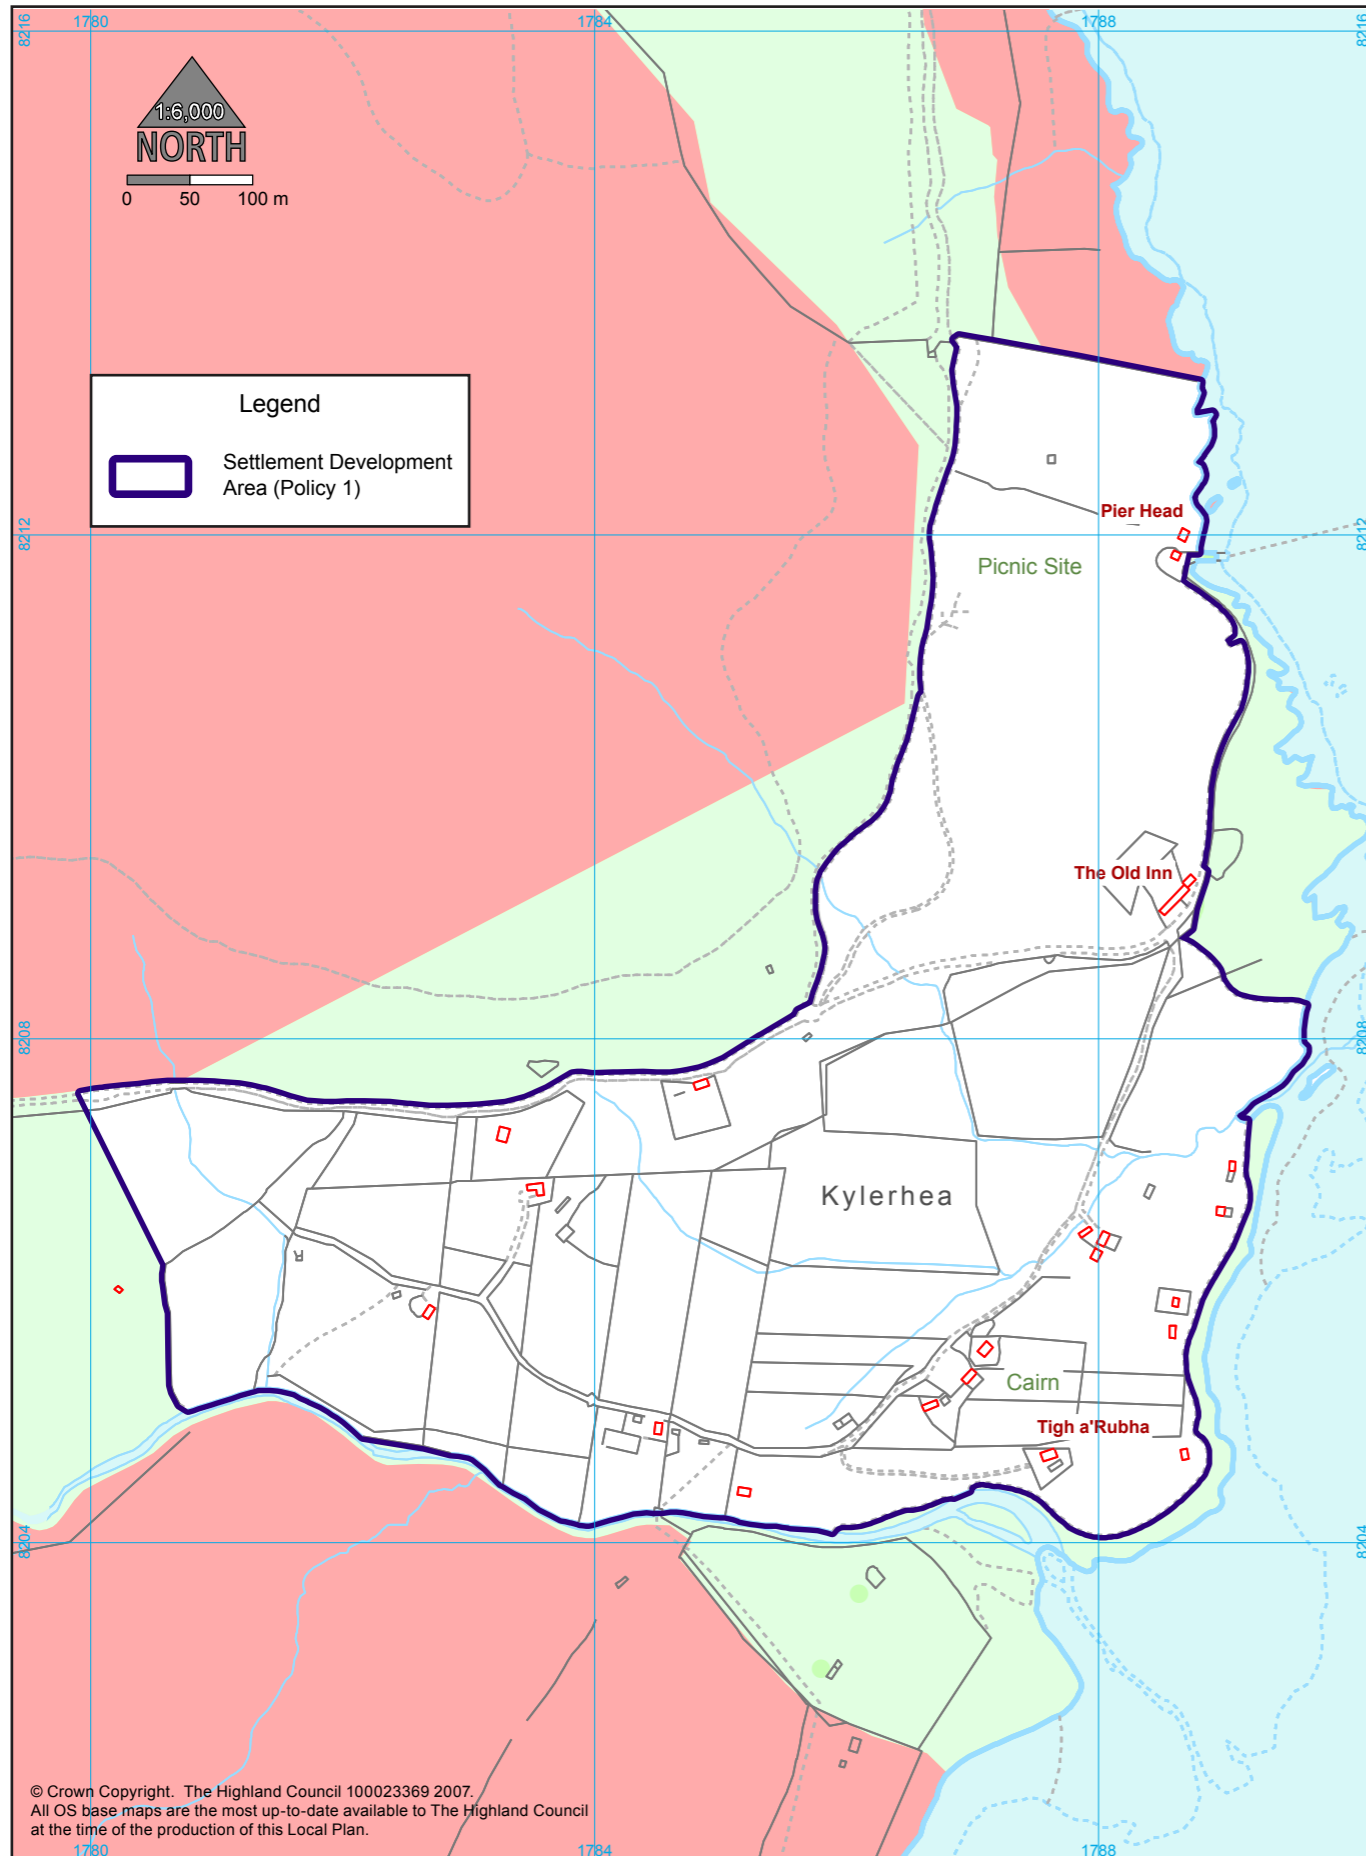 1780
1784
1788
8216
8216
1:6,000
NORTH
0 50 100 m
Legend
Settlement Development
Area (Policy 1)
Pier Head
8212
8212
Picnic Site
The Old Inn
8208
8208
Kylerhea
Cairn
Tigh a'Rubha
8204
8204
© Crown Copyright. The Highland Council 100023369 2007.
All OS base maps are the most up-to-date available to The Highland Council
at the time of the production of this Local Plan.
1780
1784
1788